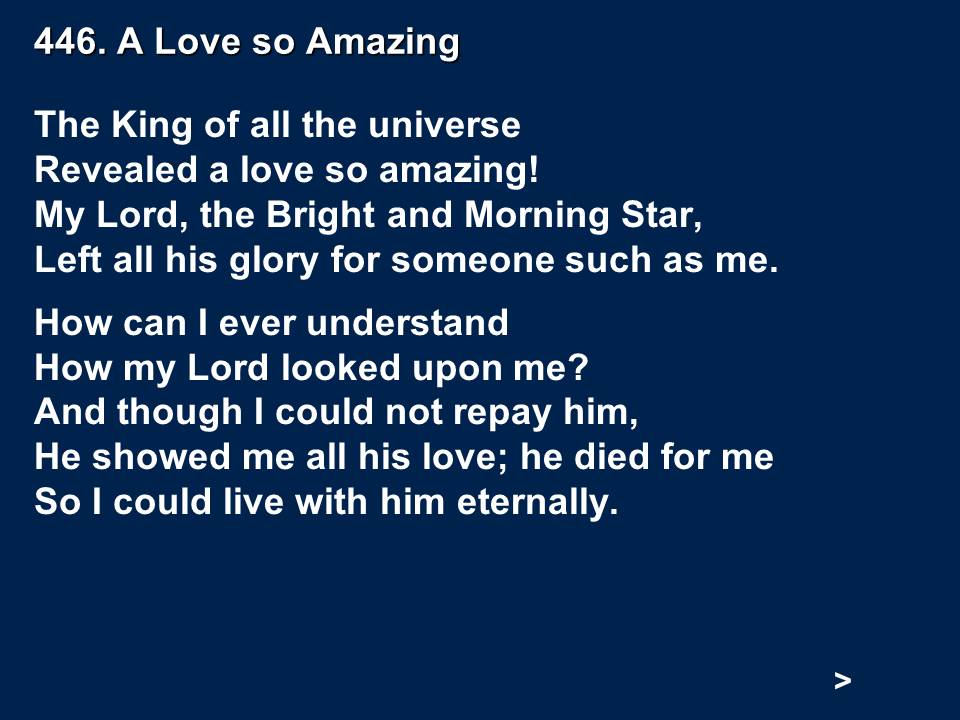 446. A Love so Amazing
The King of all the universe
Revealed a love so amazing!
My Lord, the Bright and Morning Star,
Left all his glory for someone such as me.
How can I ever understand
How my Lord looked upon me?
And though I could not repay him,
He showed me all his love; he died for me
So I could live with him eternally.
>